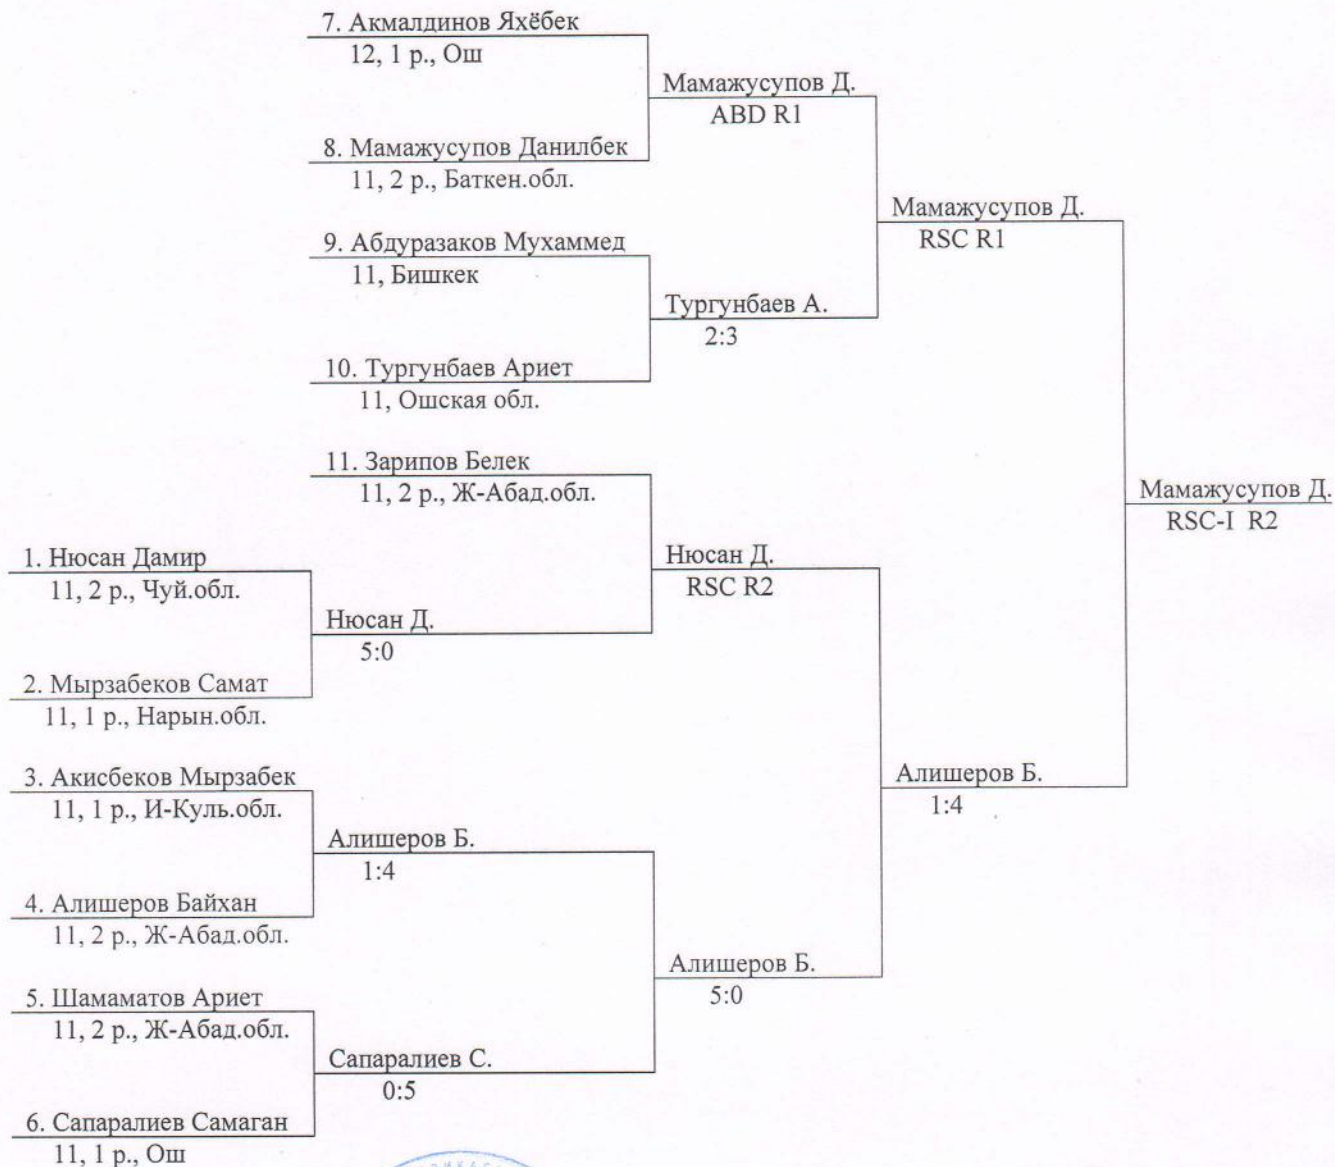 7. Акмалдинов Яхёбек
12, 1 р., Ош
Мамажусупов Д.
ABD R1
8. Мамажусупов Данилбек
11, 2 р., Баткен.обл.
Мамажусупов Д.
RSC R1
9. Абдуразаков Мухаммед
11, Бишкек
Тургунбаев А.
2:3
10. Тургунбаев Ариет
11, Ошская обл.
11. Зарипов Белек
11, 2 р., Ж-Абад.обл.
Мамажусупов Д.
RSC-I R2
1. Нюсан Дамир
11, 2 р., Чуй.обл.
Нюсан Д.
RSC R2
Нюсан Д.
5:0
2. Мырзабеков Самат
11, 1 р., Нарын.обл.
3. Акисбеков Мырзабек
11, 1 р., И-Куль.обл.
Алишеров Б.
1:4
Алишеров Б.
1:4
4. Алишеров Байхан
11, 2 р., Ж-Абад.обл.
Алишеров Б.
5:0
5. Шамаматов Ариет
11, 2 р., Ж-Абад.обл.
Сапаралиев С.
0:5
6. Сапаралиев Самаган
11, 1 р., Ош